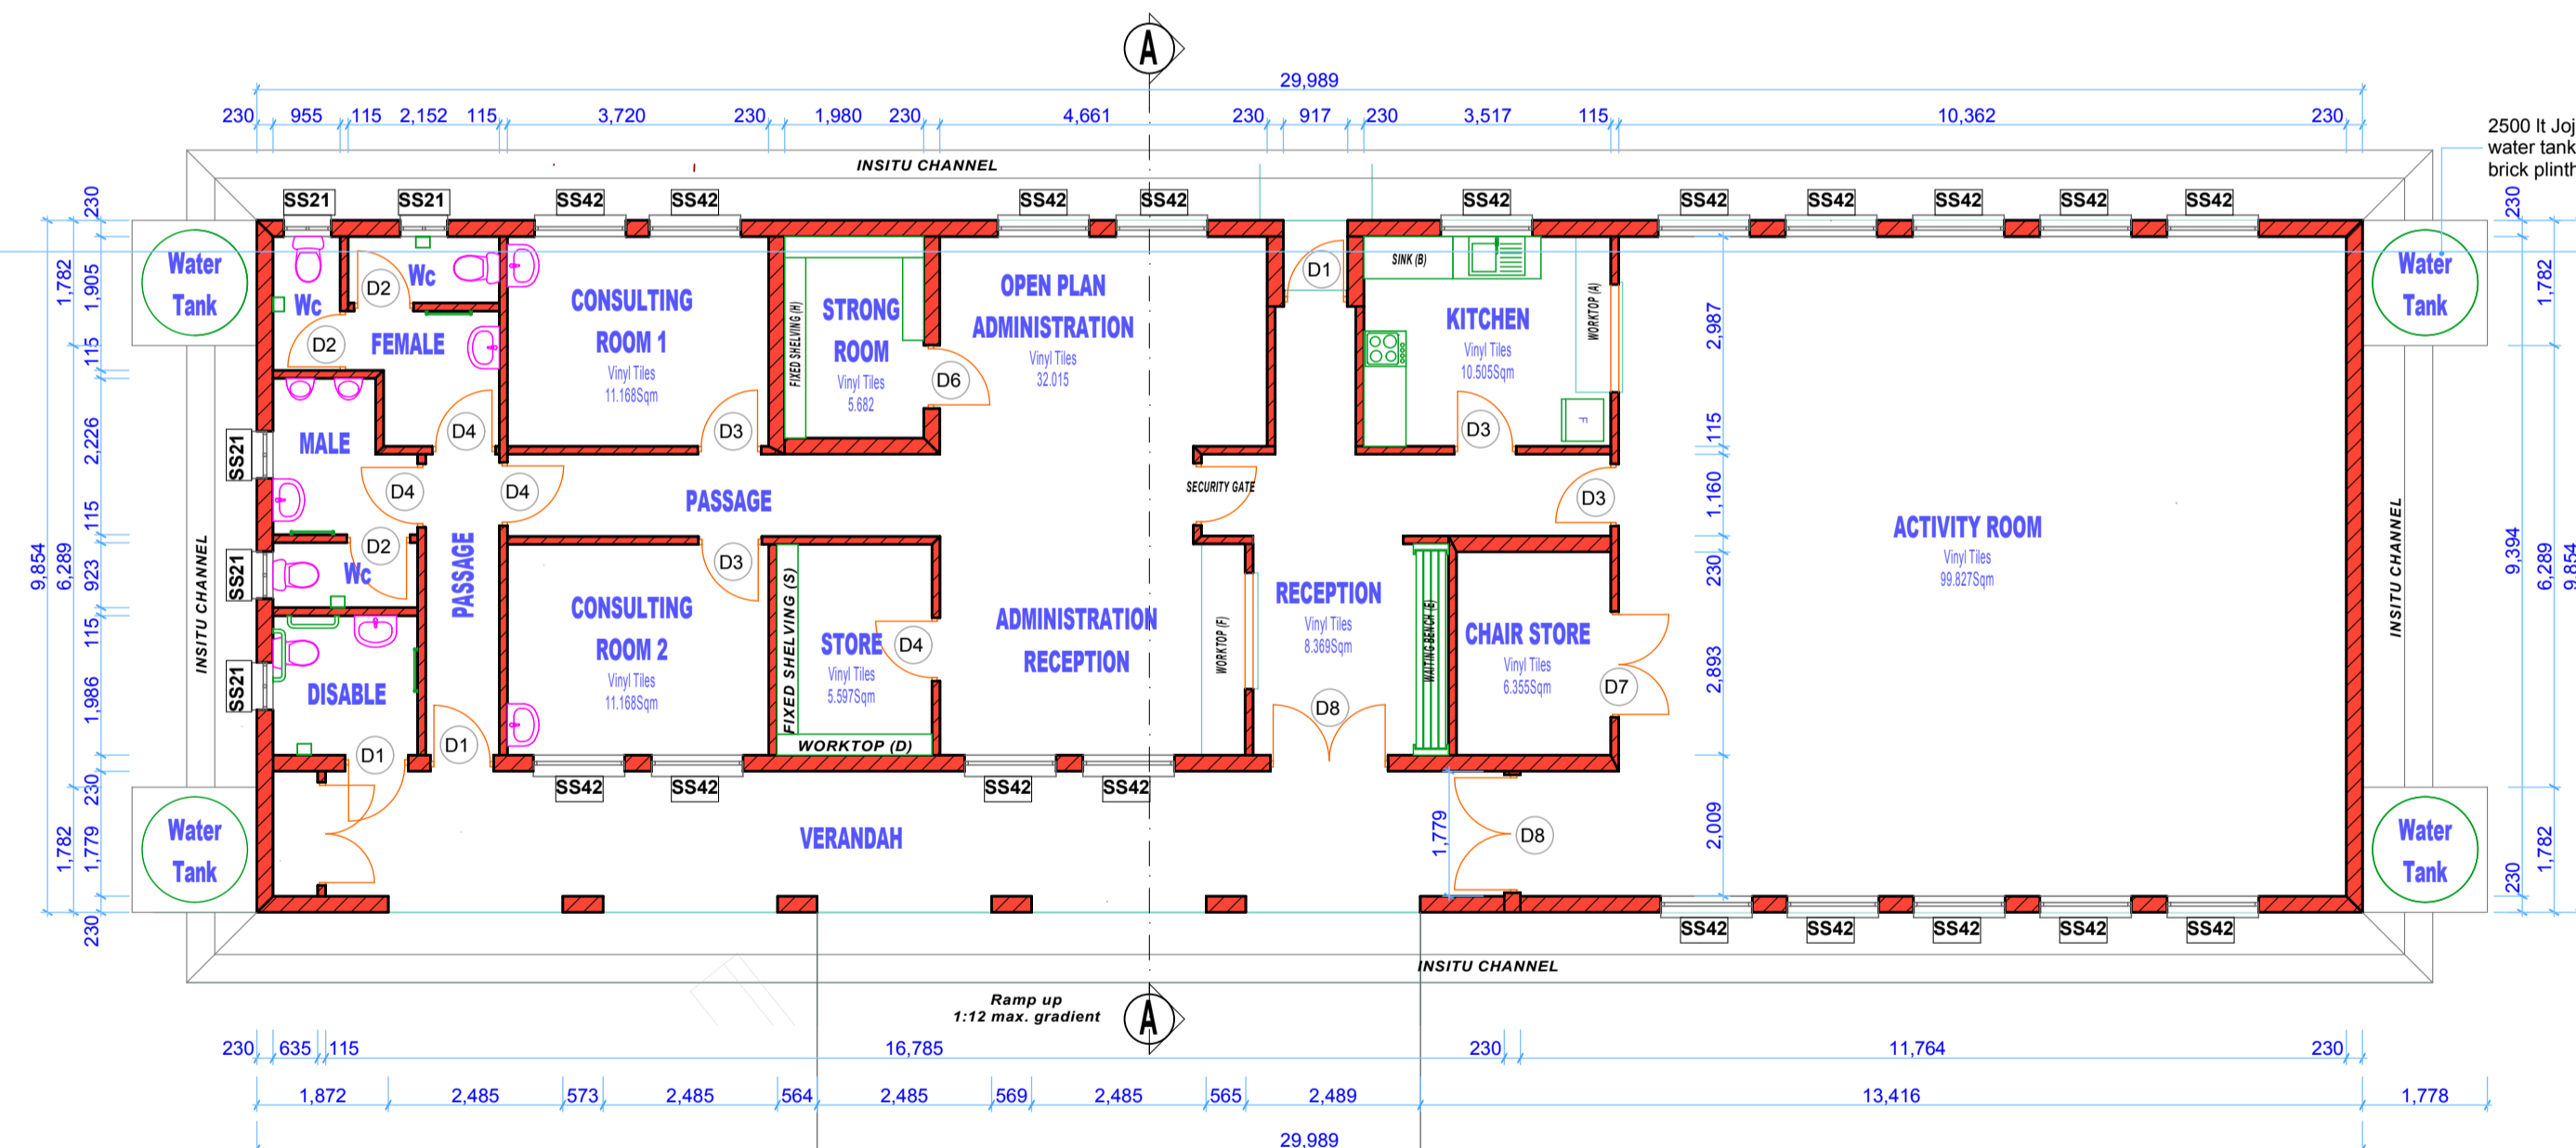 A
29,989
230 955 115 2,152 115 3,720 230 1,980 230 4,661 230 917 230 3,517 115 10,362 230
2500 lt Joj
water tank
brick plinth
INSITU CHANNEL
SS21 SS21 SS42 SS42 SS42 SS42 SS42 SS42 SS42 SS42 SS42 SS42
Water
Tank
Wc
D2
Wc
D2
FEMALE
D4
CONSULTING
ROOM 1
Vinyl Tiles
11.168Sqm
D3
FIXED SHELVING (H)
STRONG
ROOM
Vinyl Tiles
5.682
D6
OPEN PLAN
ADMINISTRATION
Vinyl Tiles
32.015
D1
SINK (B)
KITCHEN
Vinyl Tiles
10.505Sqm
WORKTOP (A)
F
D3
Water
Tank
MALE
SS21
D4
D4
PASSAGE
SECURITY GATE
D3
D2
Wc
SS21
PASSAGE
SS21
DISABLE
D1
D1
CONSULTING
ROOM 2
Vinyl Tiles
11.168Sqm
D3
FIXED SHELVING (S)
STORE
Vinyl Tiles
5.597Sqm
D4
WORKTOP (D)
ADMINISTRATION
RECEPTION
WORKTOP (F)
RECEPTION
Vinyl Tiles
8.369Sqm
D8
WAITING BENCH (E)
CHAIR STORE
Vinyl Tiles
6.355Sqm
D7
ACTIVITY ROOM
Vinyl Tiles
99.827Sqm
SS42 SS42 SS42 SS42
VERANDAH
D8
Water
Tank
Water
Tank
SS42 SS42 SS42 SS42 SS42
INSITU CHANNEL
INSITU CHANNEL
INSITU CHANNEL
9,854
1,782 6,289 1,782
230 1,905 115 2,226 115 923 115 1,986 230 1,779 230
2,987 115 1,160 230 2,893 2,009
1,779
230 9,394 230
1,782 6,289 1,782
9,854
Ramp up
1:12 max. gradient
A
230 635 115 16,785 230 11,764 230
1,872 2,485 573 2,485 564 2,485 569 2,485 565 2,489 13,416 1,778
29,989